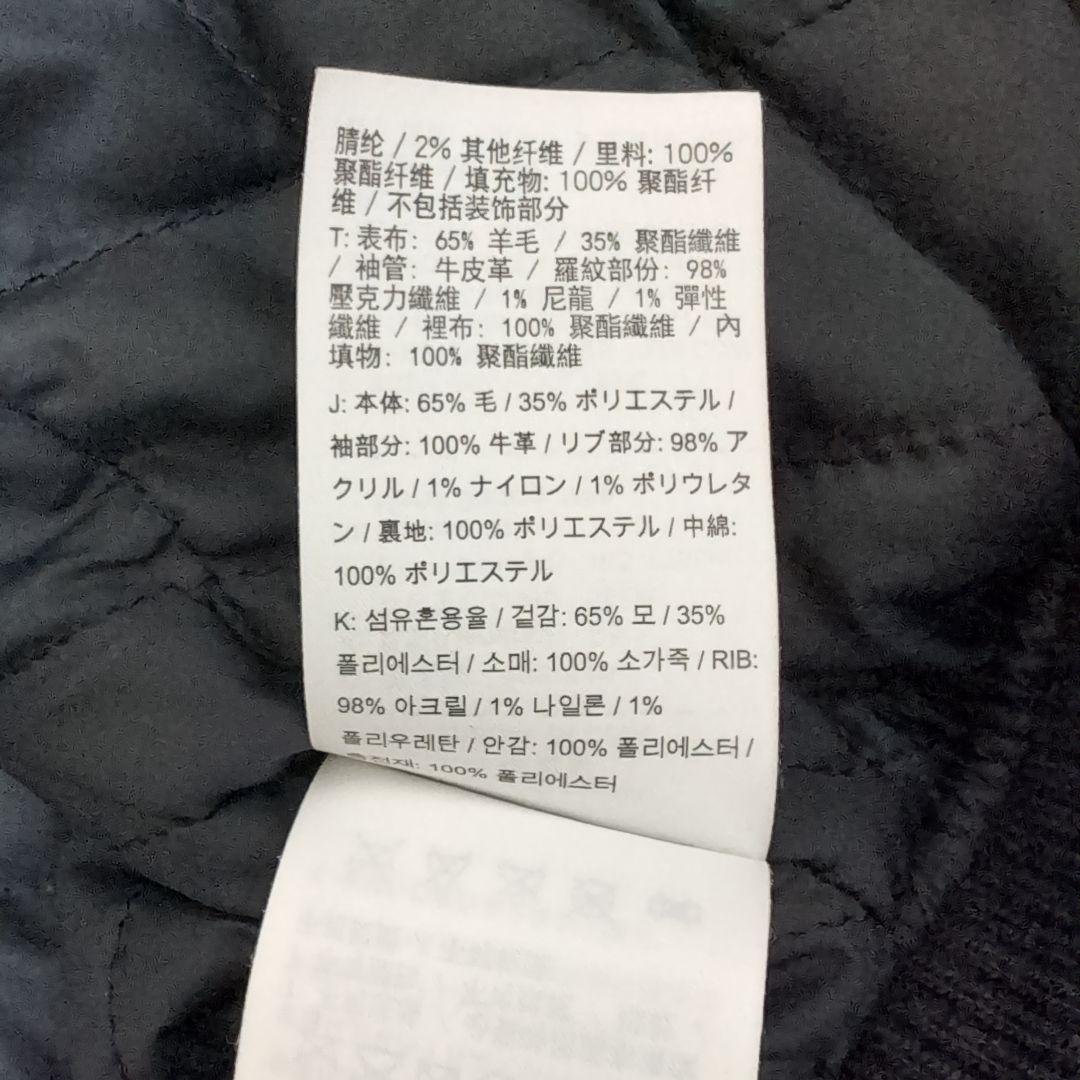 腈纶 / 2% 其他纤维 / 里料: 100%
聚酯纤维 / 填充物: 100% 聚酯纤
维 / 不包括装饰部分
T: 表布: 65% 羊毛 / 35% 聚酯纖維
/ 袖管: 牛皮革 / 羅紋部份: 98%
壓克力纖維 / 1% 尼龍 / 1% 彈性
纖維 / 裡布: 100% 聚酯纖維 / 內
填物: 100% 聚酯纖維
J: 本体: 65% 毛 / 35% ポリエステル /
袖部分: 100% 牛革 / リブ部分: 98% ア
クリル / 1% ナイロン / 1% ポリウレタ
ン / 裏地: 100% ポリエステル / 中綿:
100% ポリエステル
K: 섬유혼용율 / 겉감: 65% 모 / 35%
폴리에스터 / 소매: 100% 소가죽 / RIB:
98% 아크릴 / 1% 나일론 / 1%
폴리우레탄 / 안감: 100% 폴리에스터 /
100% 폴리에스터